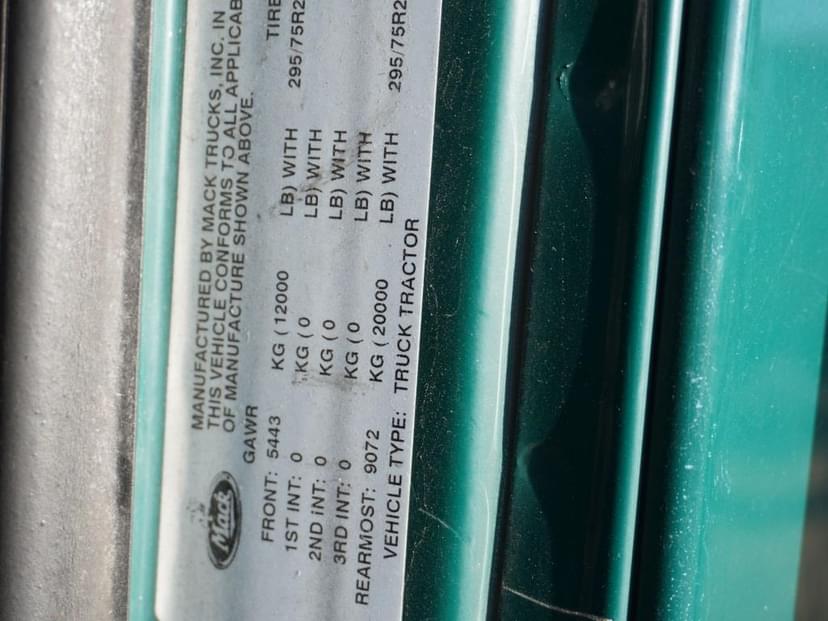 MANUFACTURED BY MACK TRUCKS, INC. IN
THIS VEHICLE CONFORMS TO ALL APPLICAB
OF MANUFACTURE SHOWN ABOVE.
Mack
GAWR TIRE
FRONT: 5443 KG ( 12000 LB) WITH 295/75R2
1ST INT: 0 KG ( 0 LB) WITH
2ND INT: 0 KG ( 0 LB) WITH
3RD INT: 0 KG ( 0 LB) WITH
REARMOST: 9072 KG ( 20000 LB) WITH 295/75R2
VEHICLE TYPE: TRUCK TRACTOR